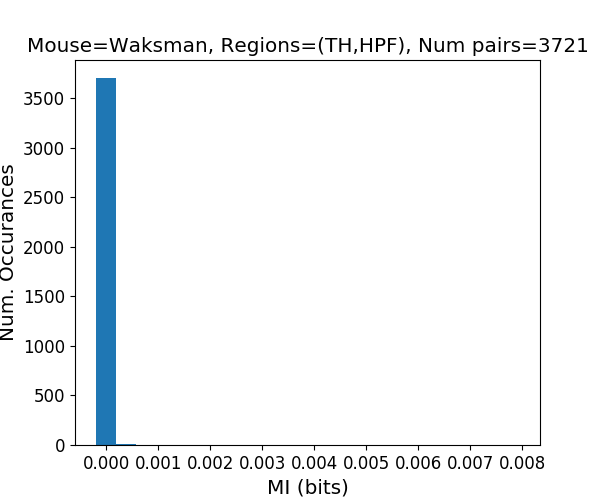 Mouse=Waksman, Regions=(TH,HPF), Num pairs=3721
Num. Occurances
3500
3000
2500
2000
1500
1000
500
0
0.000 0.001 0.002 0.003 0.004 0.005 0.006 0.007 0.008
MI (bits)